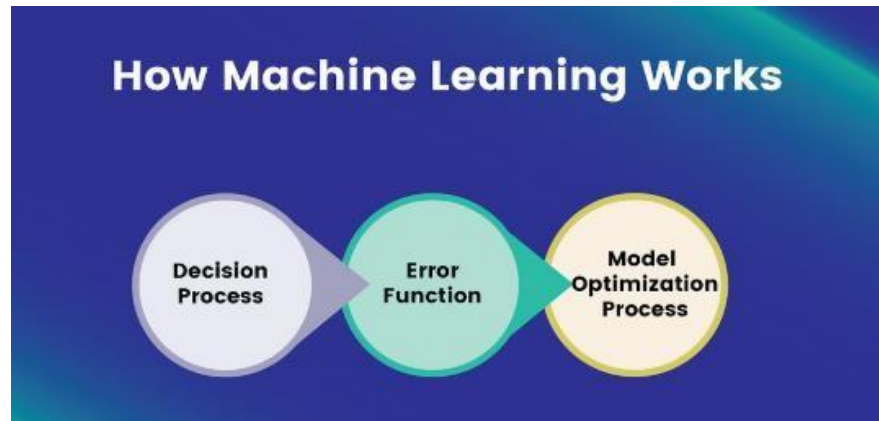 How Machine Learning Works
Decision
Process
Error
Function
Model
Optimization
Process